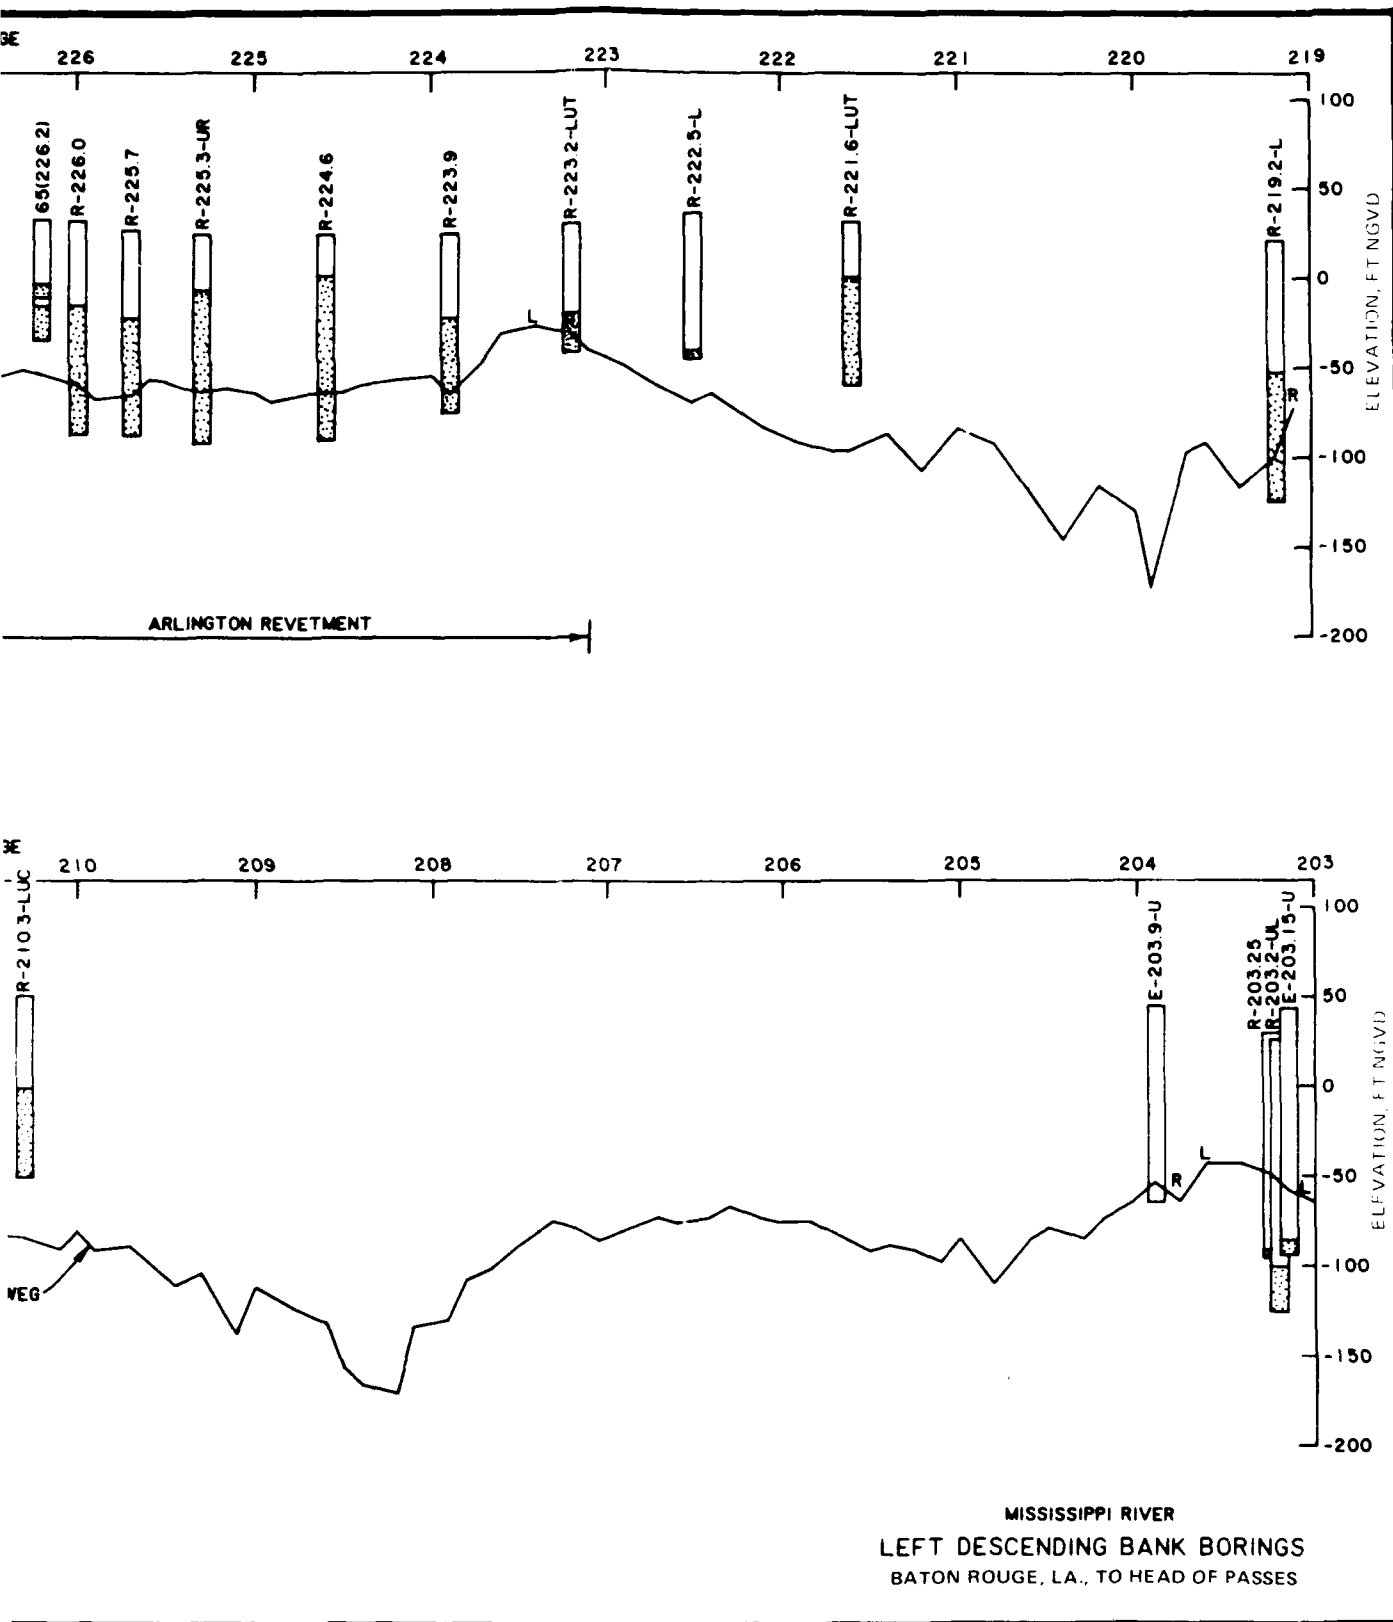 GE
226 225 224 223 222 221 220 219
65(226.2)
R-226.0
R-225.7
R-225.3-UR
R-224.6
R-223.9
R-223.2-LUT
R-222.5-L
R-221.6-LUT
R-219.2-L
100
50
0
-50
-100
-150
-200
ELEVATION, FT NGVD
L
R
ARLINGTON REVETMENT
GE
210 209 208 207 206 205 204 203
R-210.3-LUC
E-203.9-U
R-203.25
R-203.2-UL
E-203.15-U
100
50
0
-50
-100
-150
-200
ELEVATION, FT NGVD
R
L
WEG
MISSISSIPPI RIVER
LEFT DESCENDING BANK BORINGS
BATON ROUGE, LA., TO HEAD OF PASSES